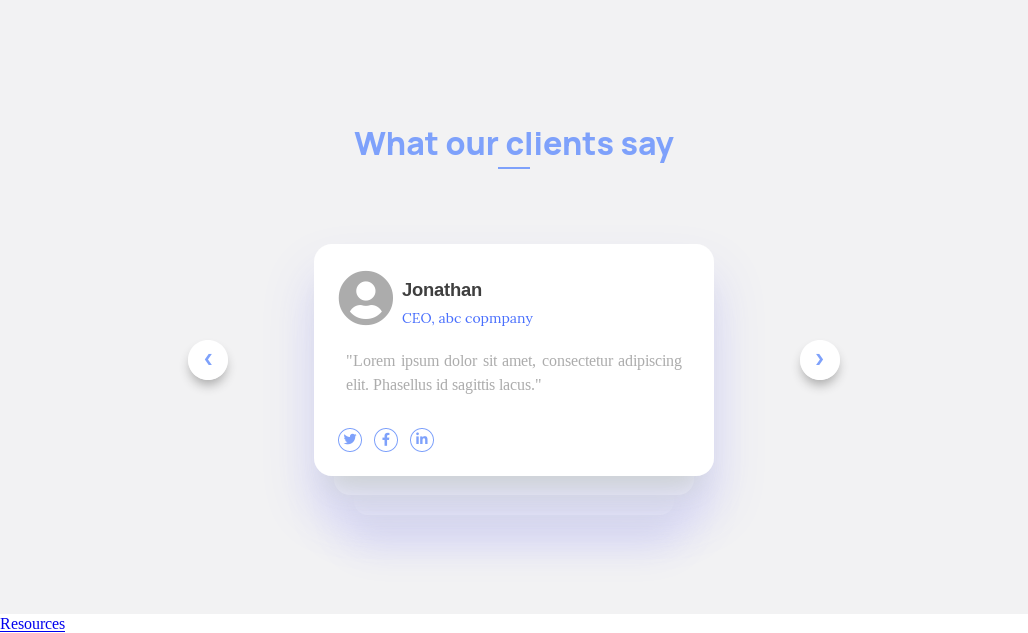 What our clients say
Jonathan
CEO, abc copmpany
"Lorem ipsum dolor sit amet, consectetur adipiscing
elit. Phasellus id sagittis lacus."
Resources